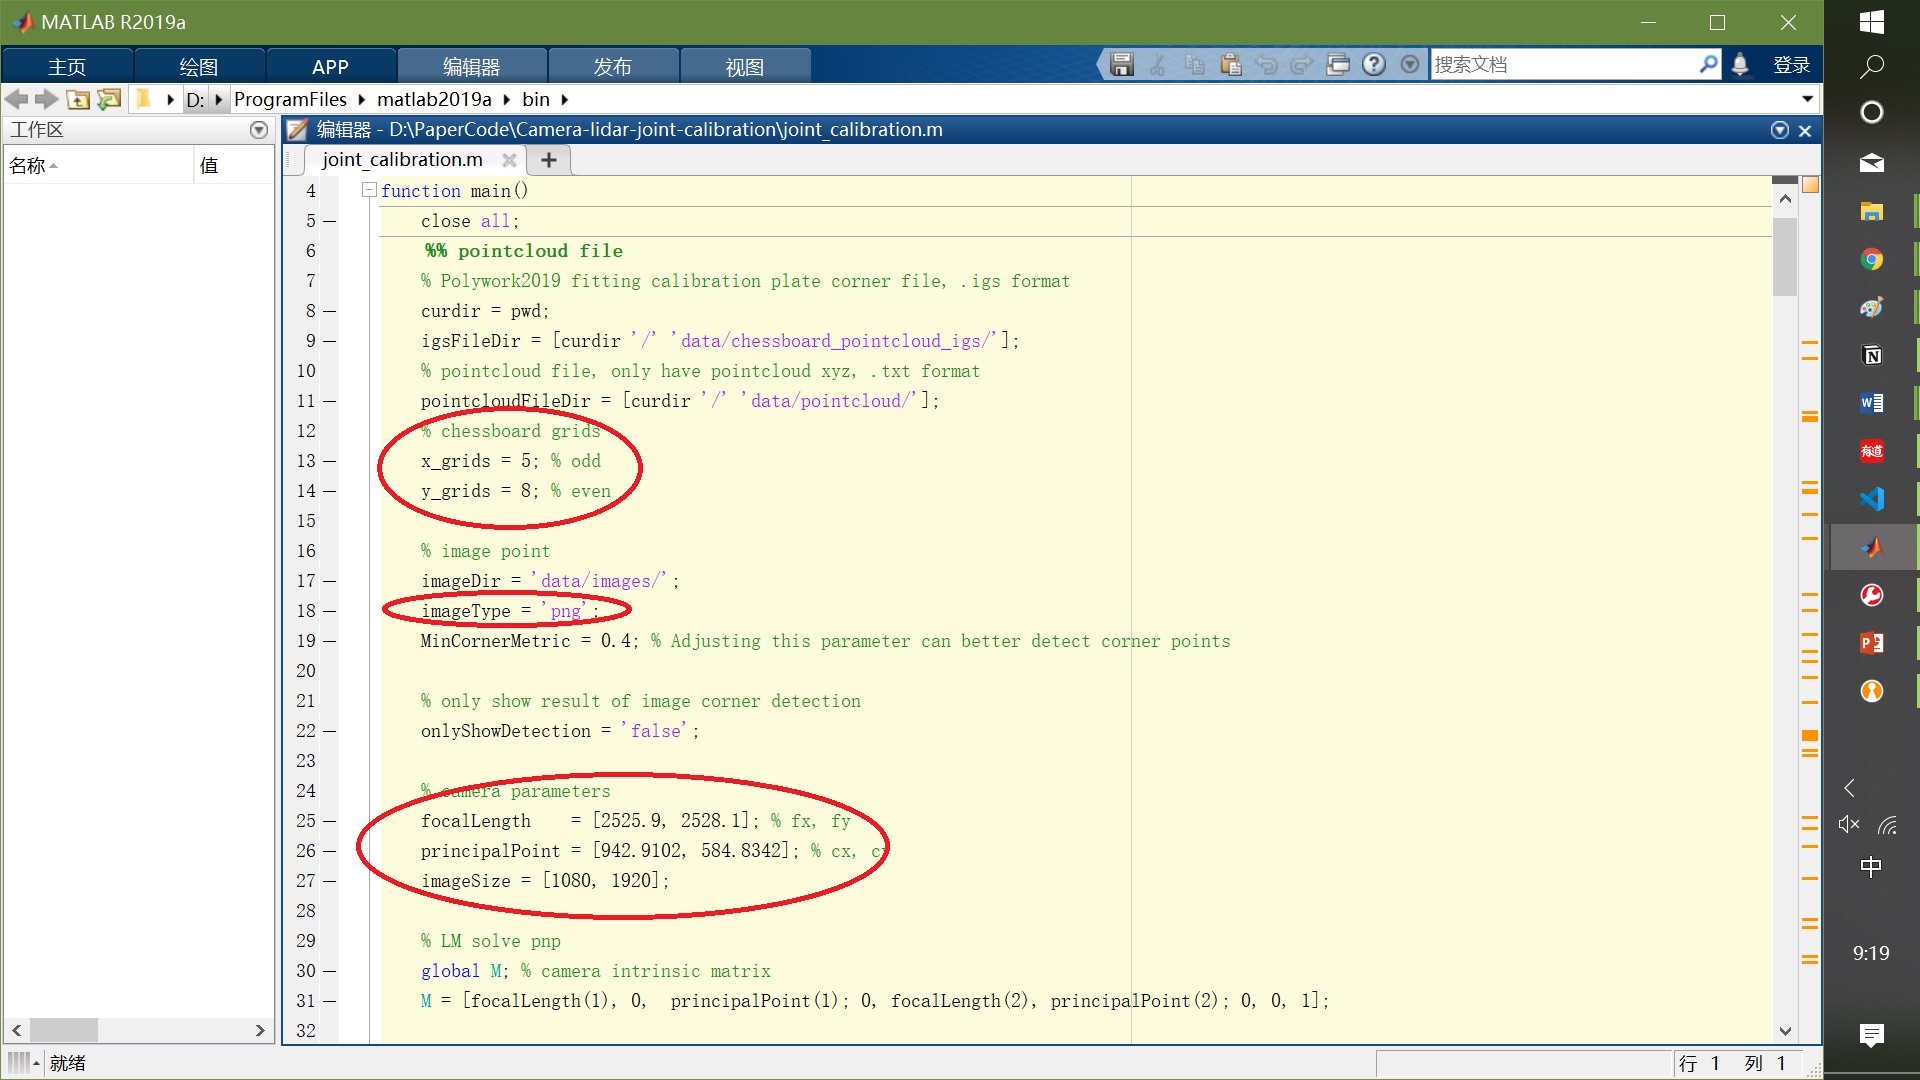 MATLAB R2019a
主页 绘图 APP 编辑器 发布 视图 搜索文档 登录
D: ProgramFiles matlab2019a bin
工作区
名称 值
编辑器 - D:\PaperCode\Camera-lidar-joint-calibration\joint_calibration.m
joint_calibration.m
4 function main()
5 close all;
6 %% pointcloud file
7 % Polywork2019 fitting calibration plate corner file, .igs format
8 curdir = pwd;
9 igsFileDir = [curdir '/' 'data/chessboard_pointcloud_igs/'];
10 % pointcloud file, only have pointcloud xyz, .txt format
11 pointcloudFileDir = [curdir '/' 'data/pointcloud/'];
12 % chessboard grids
13 x_grids = 5; % odd
14 y_grids = 8; % even
15
16 % image point
17 imageDir = 'data/images/';
18 imageType = 'png';
19 MinCornerMetric = 0.4; % Adjusting this parameter can better detect corner points
20
21 % only show result of image corner detection
22 onlyShowDetection = 'false';
23
24 % camera parameters
25 focalLength    = [2525.9, 2528.1]; % fx, fy
26 principalPoint = [942.9102, 584.8342]; % cx,
27 imageSize = [1080, 1920];
28
29 % LM solve pnp
30 global M; % camera intrinsic matrix
31 M = [focalLength(1), 0,  principalPoint(1); 0, focalLength(2), principalPoint(2); 0, 0, 1];
32
就绪
行 1 列 1
有道
中
9:19